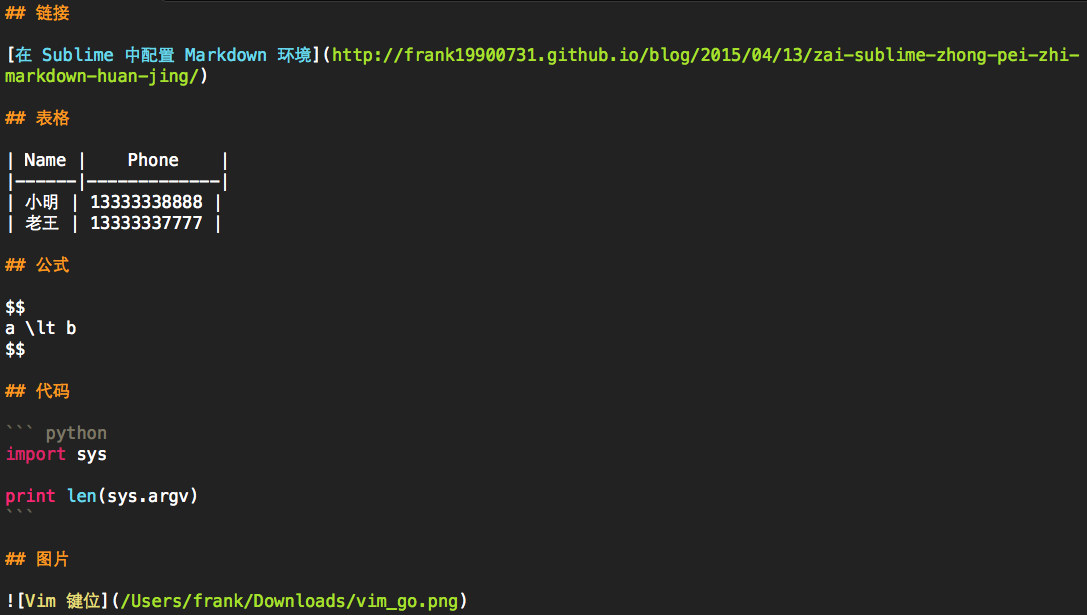 ## 链接
[在 Sublime 中配置 Markdown 环境](http://frank19900731.github.io/blog/2015/04/13/zai-sublime-zhong-pei-zhi-
markdown-huan-jing/)
## 表格
| Name |    Phone    |
|------|-------------|
| 小明 | 13333338888 |
| 老王 | 13333337777 |
## 公式
$$
a \lt b
$$
## 代码
``` python
import sys
print len(sys.argv)
```
## 图片
![Vim 键位](/Users/frank/Downloads/vim_go.png)